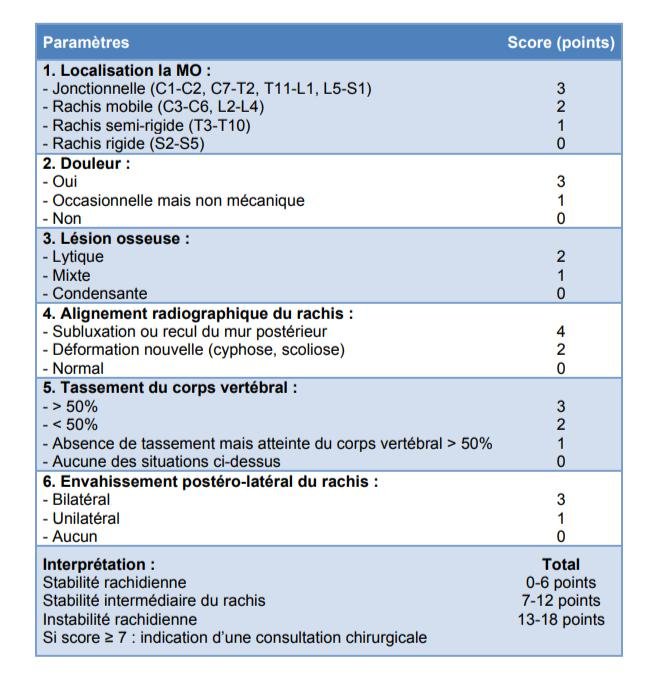 Paramètres Score (points)
1. Localisation la MO :
- Jonctionnelle (C1-C2, C7-T2, T11-L1, L5-S1) 3
- Rachis mobile (C3-C6, L2-L4) 2
- Rachis semi-rigide (T3-T10) 1
- Rachis rigide (S2-S5) 0
2. Douleur :
- Oui 3
- Occasionnelle mais non mécanique 1
- Non 0
3. Lésion osseuse :
- Lytique 2
- Mixte 1
- Condensante 0
4. Alignement radiographique du rachis :
- Subluxation ou recul du mur postérieur 4
- Déformation nouvelle (cyphose, scoliose) 2
- Normal 0
5. Tassement du corps vertébral :
- > 50% 3
- < 50% 2
- Absence de tassement mais atteinte du corps vertébral > 50% 1
- Aucune des situations ci-dessus 0
6. Envahissement postéro-latéral du rachis :
- Bilatéral 3
- Unilatéral 1
- Aucun 0
Interprétation : Total
Stabilité rachidienne 0-6 points
Stabilité intermédiaire du rachis 7-12 points
Instabilité rachidienne 13-18 points
Si score ≥ 7 : indication d'une consultation chirurgicale